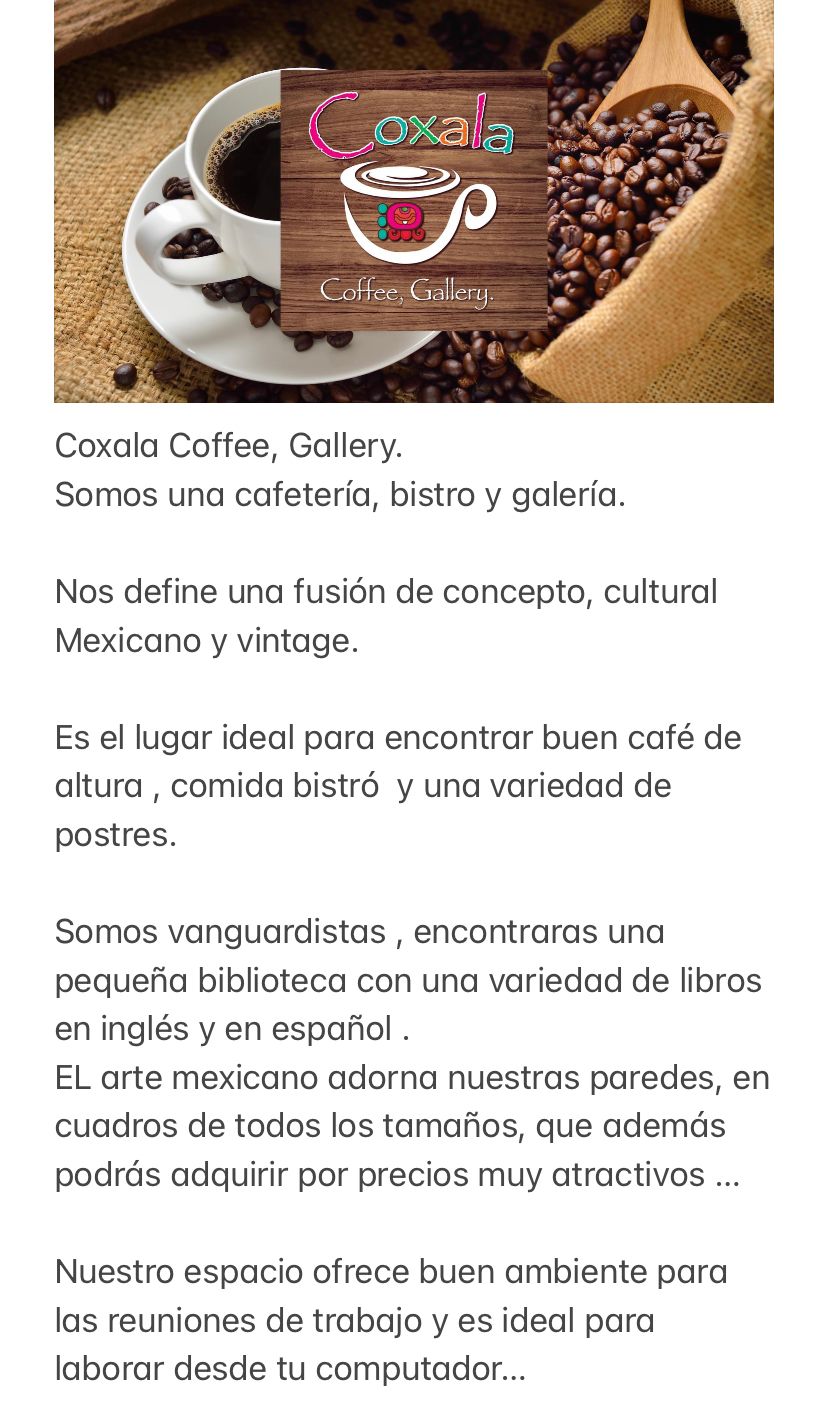 Coxala
Coffee, Gallery.
Coxala Coffee, Gallery.
Somos una cafetería, bistro y galería.
Nos define una fusión de concepto, cultural
Mexicano y vintage.
Es el lugar ideal para encontrar buen café de
altura , comida bistró  y una variedad de
postres.
Somos vanguardistas , encontraras una
pequeña biblioteca con una variedad de libros
en inglés y en español .
EL arte mexicano adorna nuestras paredes, en
cuadros de todos los tamaños, que además
podrás adquirir por precios muy atractivos ...
Nuestro espacio ofrece buen ambiente para
las reuniones de trabajo y es ideal para
laborar desde tu computador...